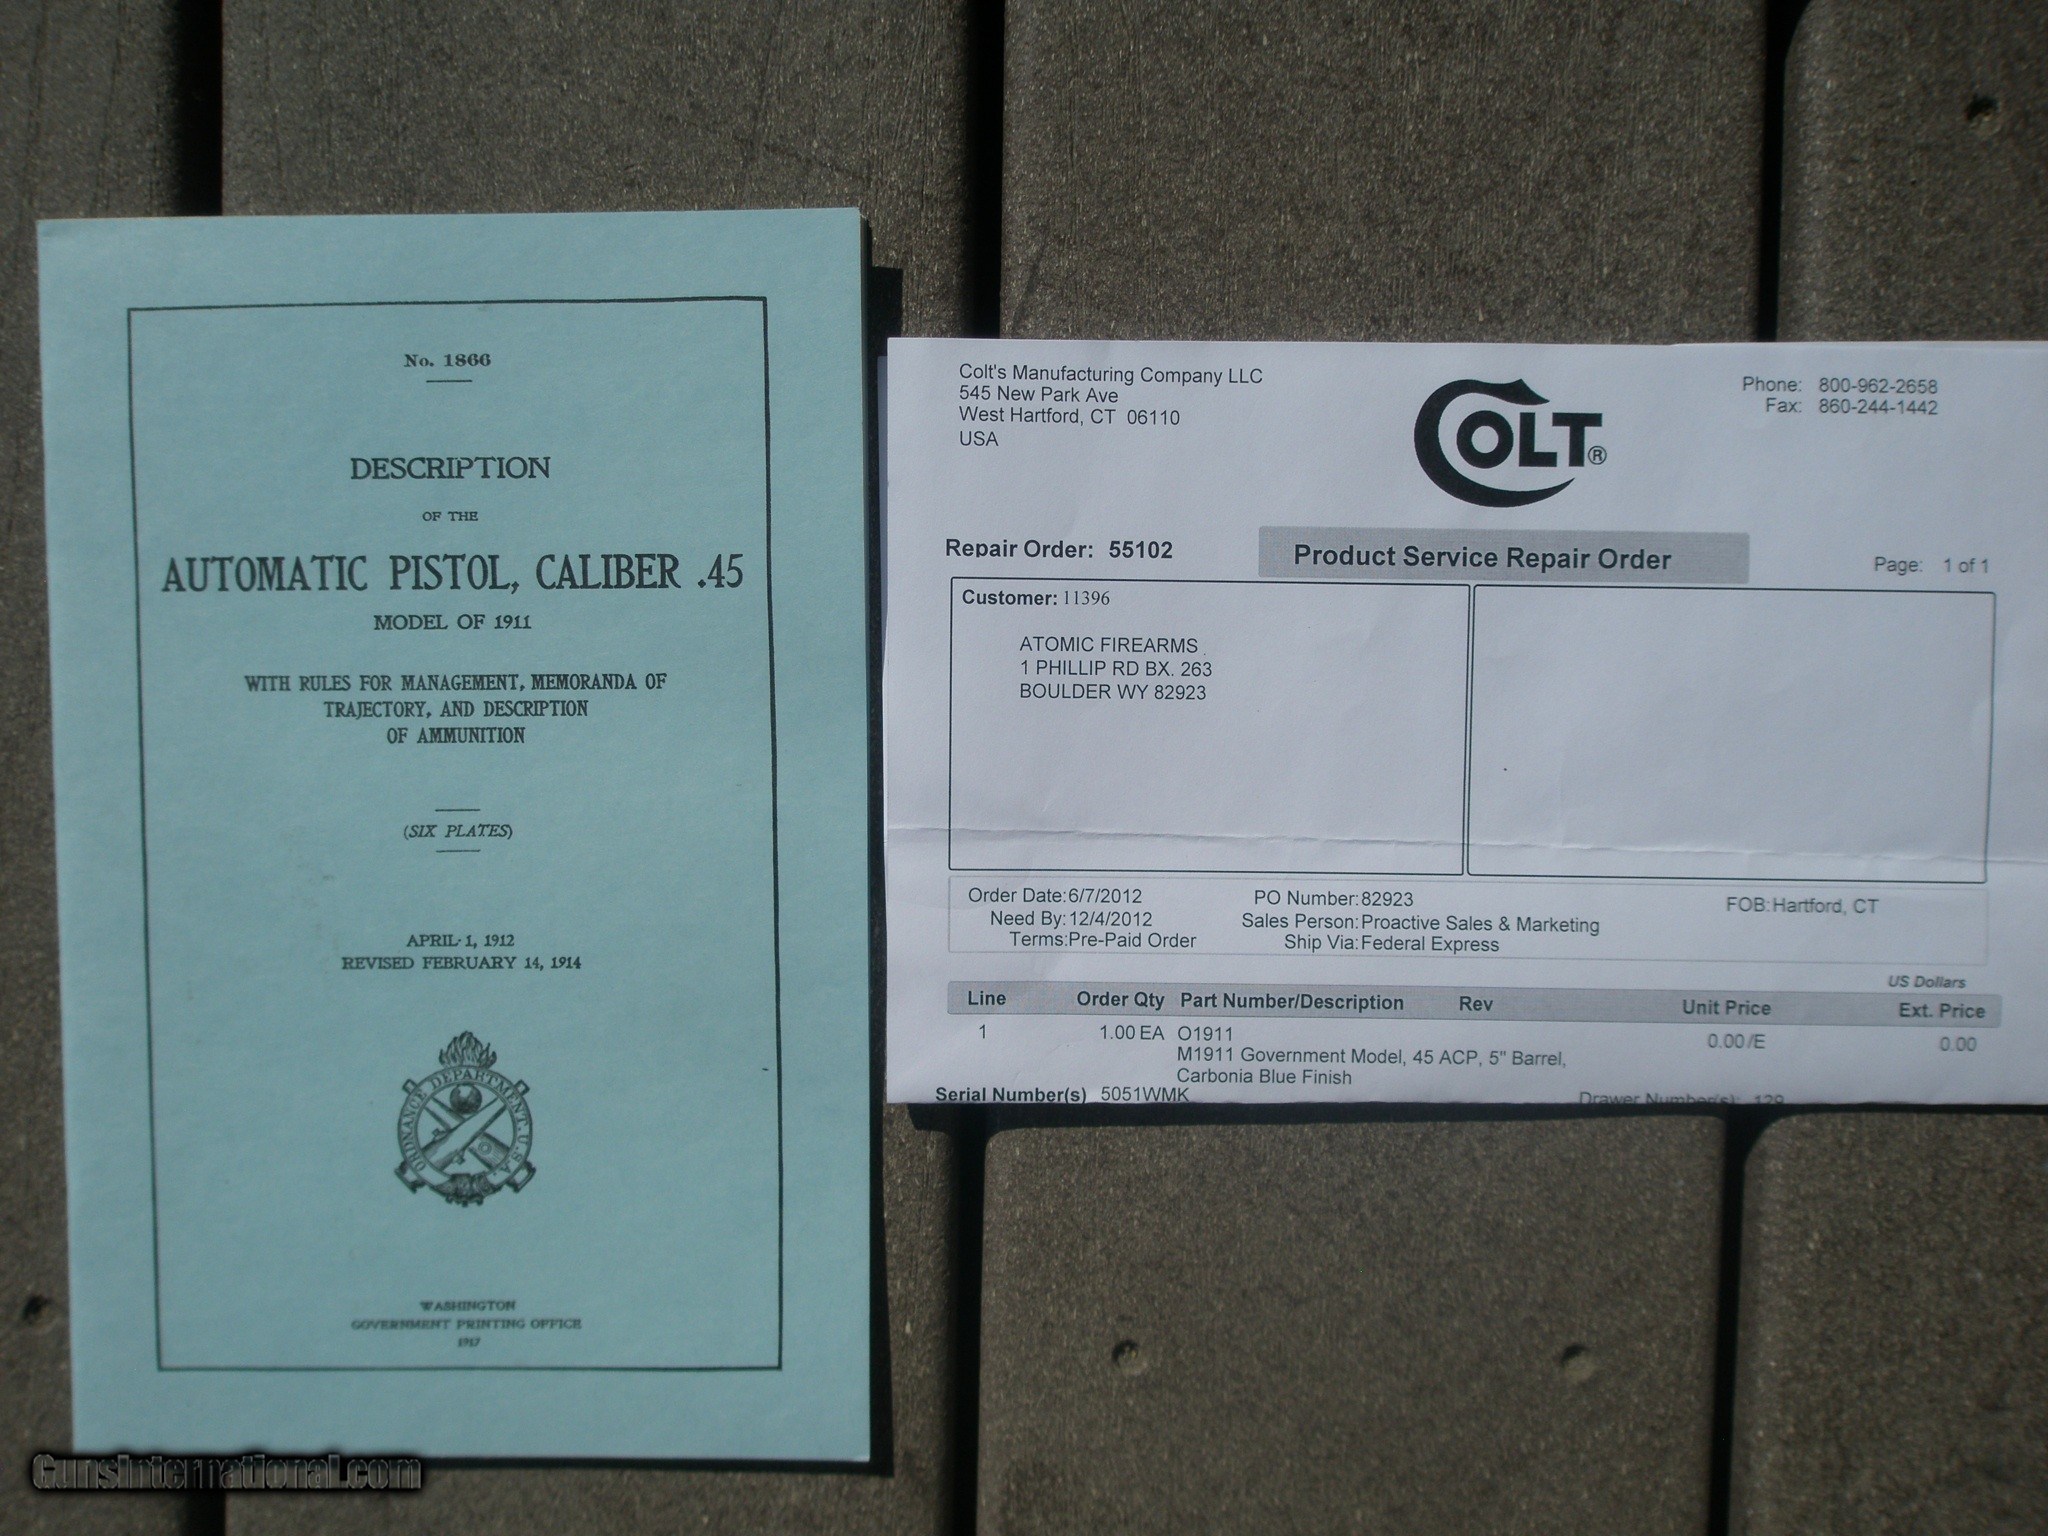 No. 1866
DESCRIPTION
OF THE
AUTOMATIC PISTOL, CALIBER .45
MODEL OF 1911
WITH RULES FOR MANAGEMENT, MEMORANDA OF
TRAJECTORY, AND DESCRIPTION
OF AMMUNITION
(SIX PLATES)
APRIL 1, 1912
REVISED FEBRUARY 14, 1914
ORDNANCE DEPARTMENT. U.S.A.
WASHINGTON
GOVERNMENT PRINTING OFFICE
1917
Colt's Manufacturing Company LLC
545 New Park Ave
West Hartford, CT 06110
USA
COLT®
Phone: 800-962-2658
Fax: 860-244-1442
Repair Order: 55102
Product Service Repair Order
Page: 1 of 1
Customer: 11396
ATOMIC FIREARMS
1 PHILLIP RD BX. 263
BOULDER WY 82923
Order Date:6/7/2012 PO Number:82923 FOB:Hartford, CT
Need By:12/4/2012 Sales Person:Proactive Sales & Marketing
Terms:Pre-Paid Order Ship Via:Federal Express
US Dollars
Line Order Qty Part Number/Description Rev Unit Price Ext. Price
1 1.00 EA O1911 0.00/E 0.00
M1911 Government Model, 45 ACP, 5" Barrel,
Carbonia Blue Finish
Serial Number(s) 5051WMK Drawer Number(s): 129
GunsInternational.com